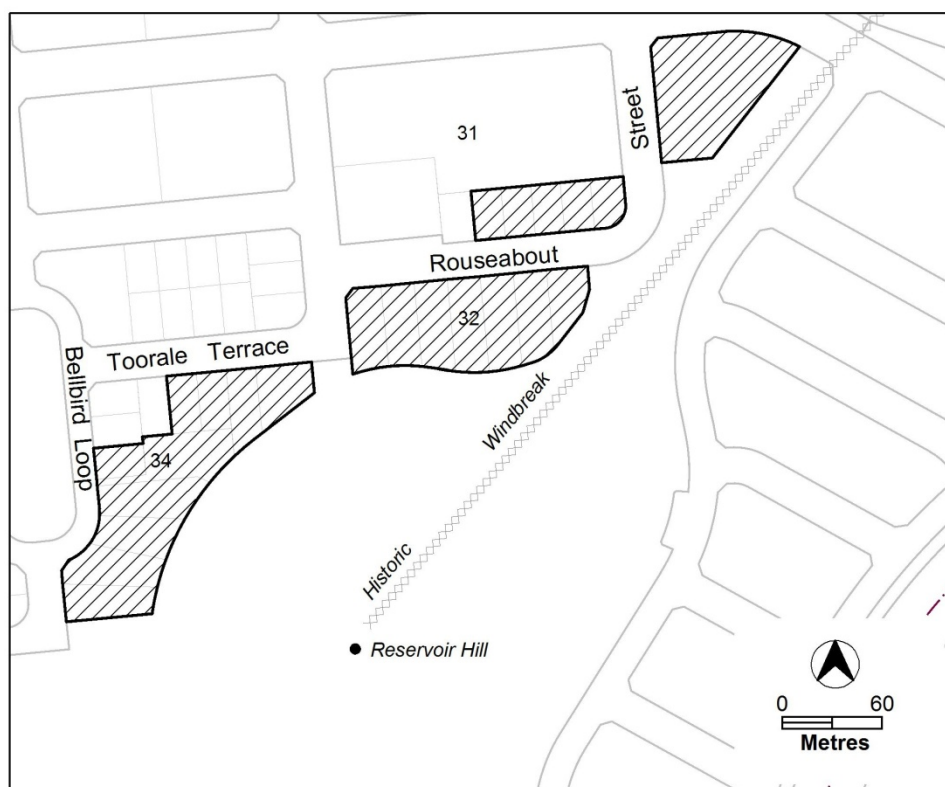 31
Street
Rouseabout
32
Toorale Terrace
Bellbird Loop
34
Historic Windbreak
Reservoir Hill
0 60
Metres